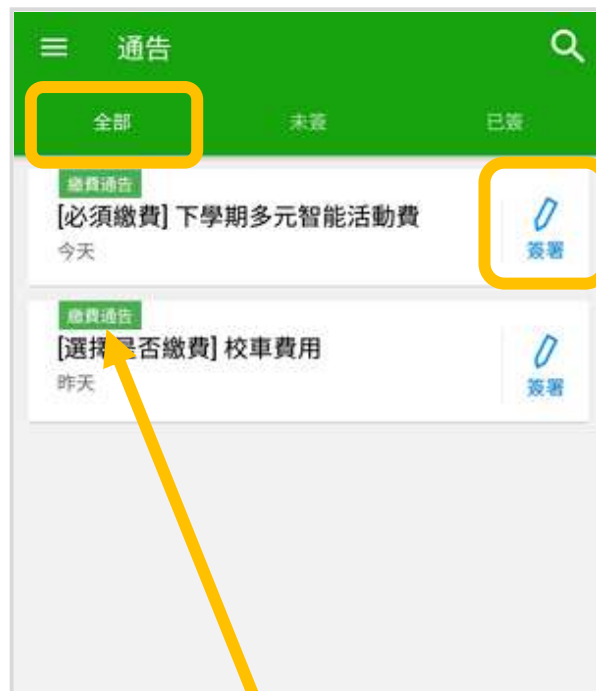 通告
全部 未簽 已簽
繳費通告
[必須繳費] 下學期多元智能活動費
今天
簽署
繳費通告
[選擇是否繳費] 校車費用
昨天
簽署